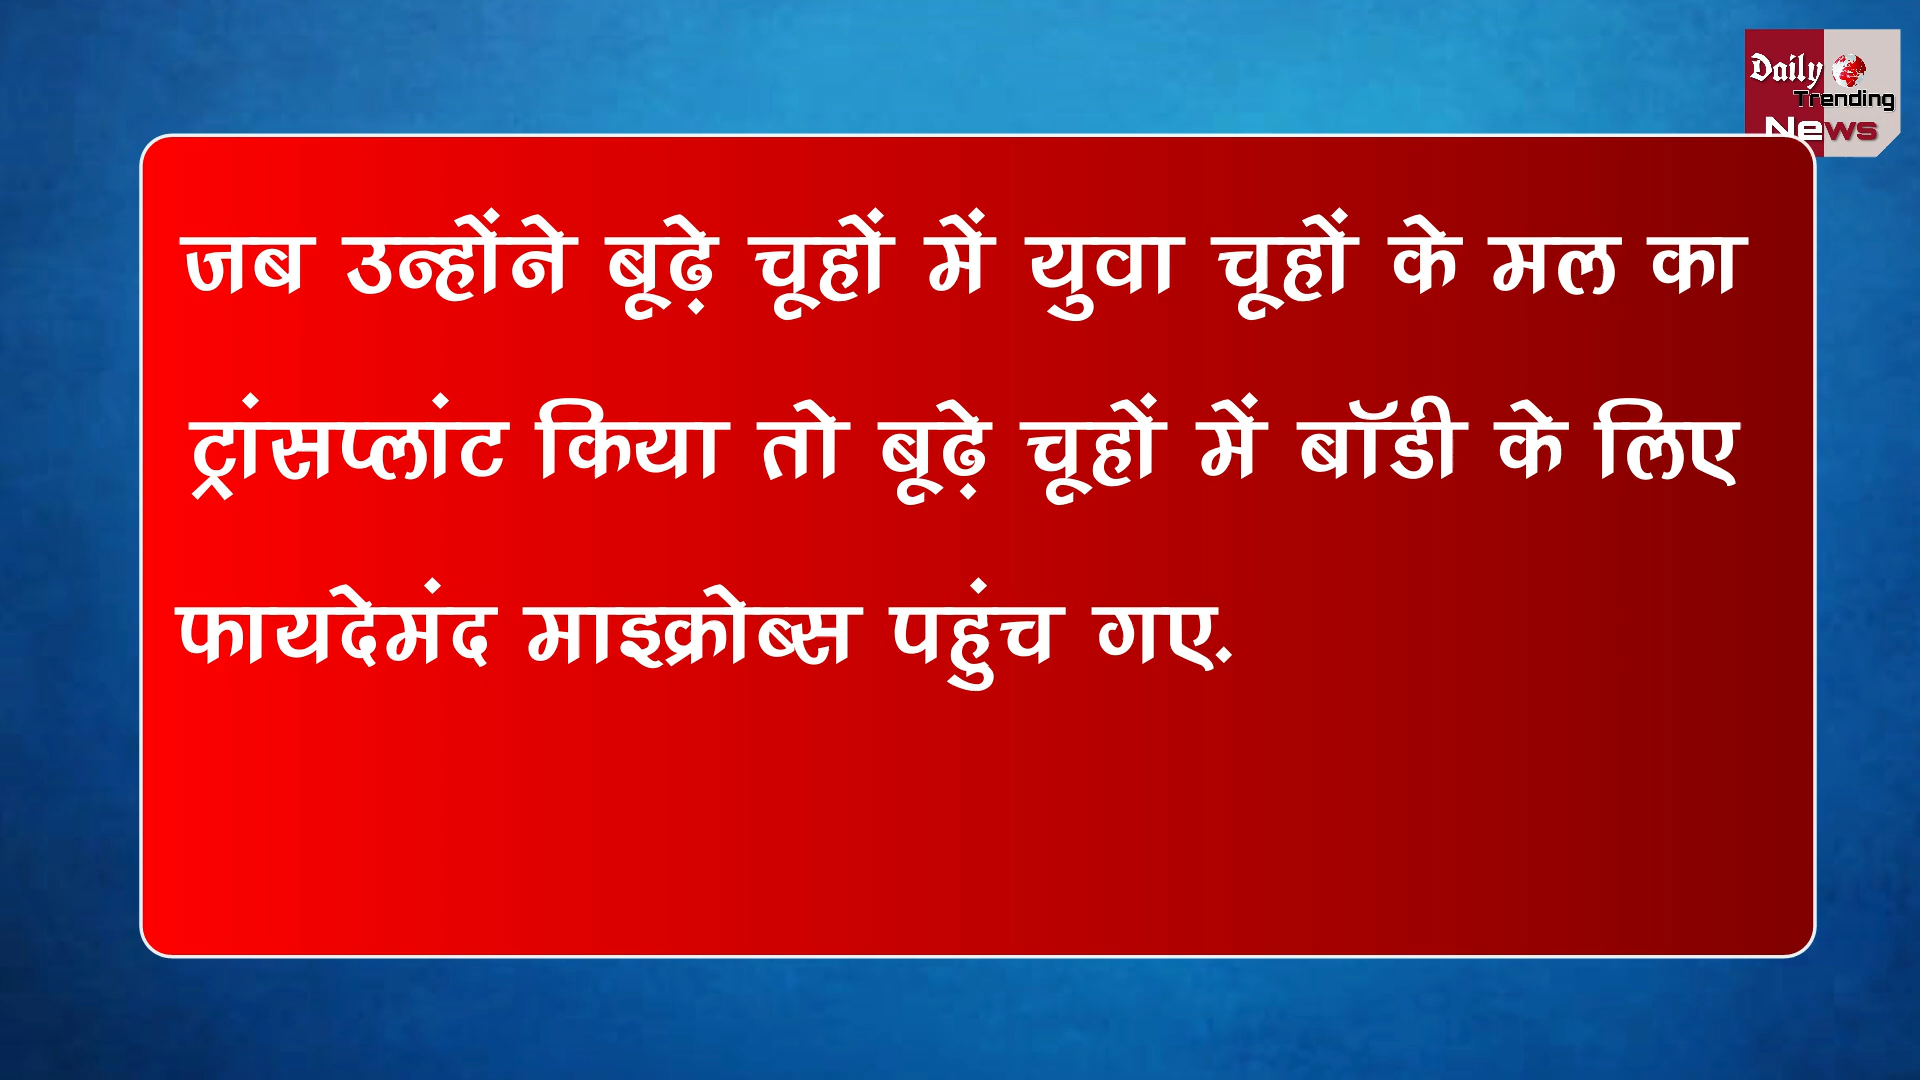 Daily
Trending
News
जब उन्होंने बूढ़े चूहों में युवा चूहों के मल का
ट्रांसप्लांट किया तो बूढ़े चूहों में बॉडी के लिए
फायदेमंद माइक्रोब्स पहुंच गए.